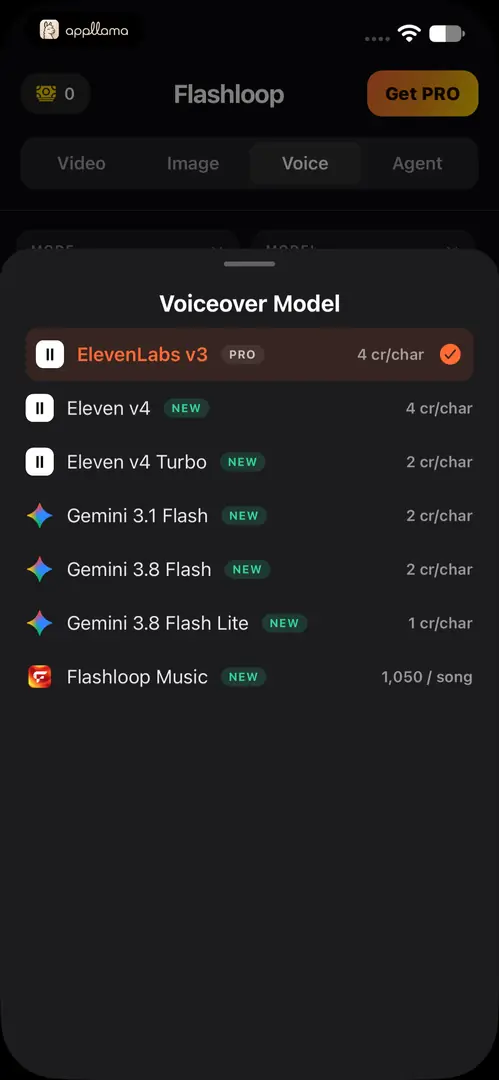 appllama
0
Flashloop
Get PRO
Video
Image
Voice
Agent
MODE
MODEL
Voiceover Model
ElevenLabs v3 PRO 4 cr/char
Eleven v4 NEW 4 cr/char
Eleven v4 Turbo NEW 2 cr/char
Gemini 3.1 Flash NEW 2 cr/char
Gemini 3.8 Flash NEW 2 cr/char
Gemini 3.8 Flash Lite NEW 1 cr/char
Flashloop Music NEW 1,050 / song